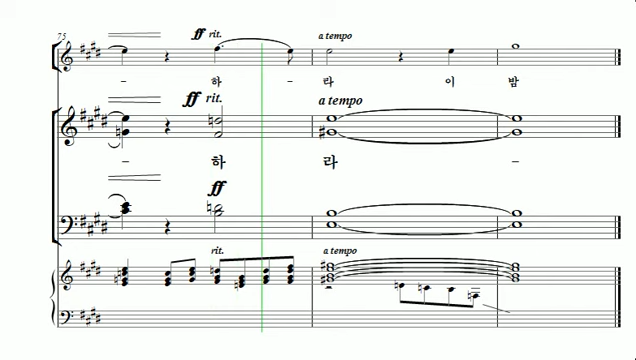 75 ff rit. a tempo
– 하 – 라 이 밤
ff rit. a tempo
– 하 라 –
ff
rit. a tempo